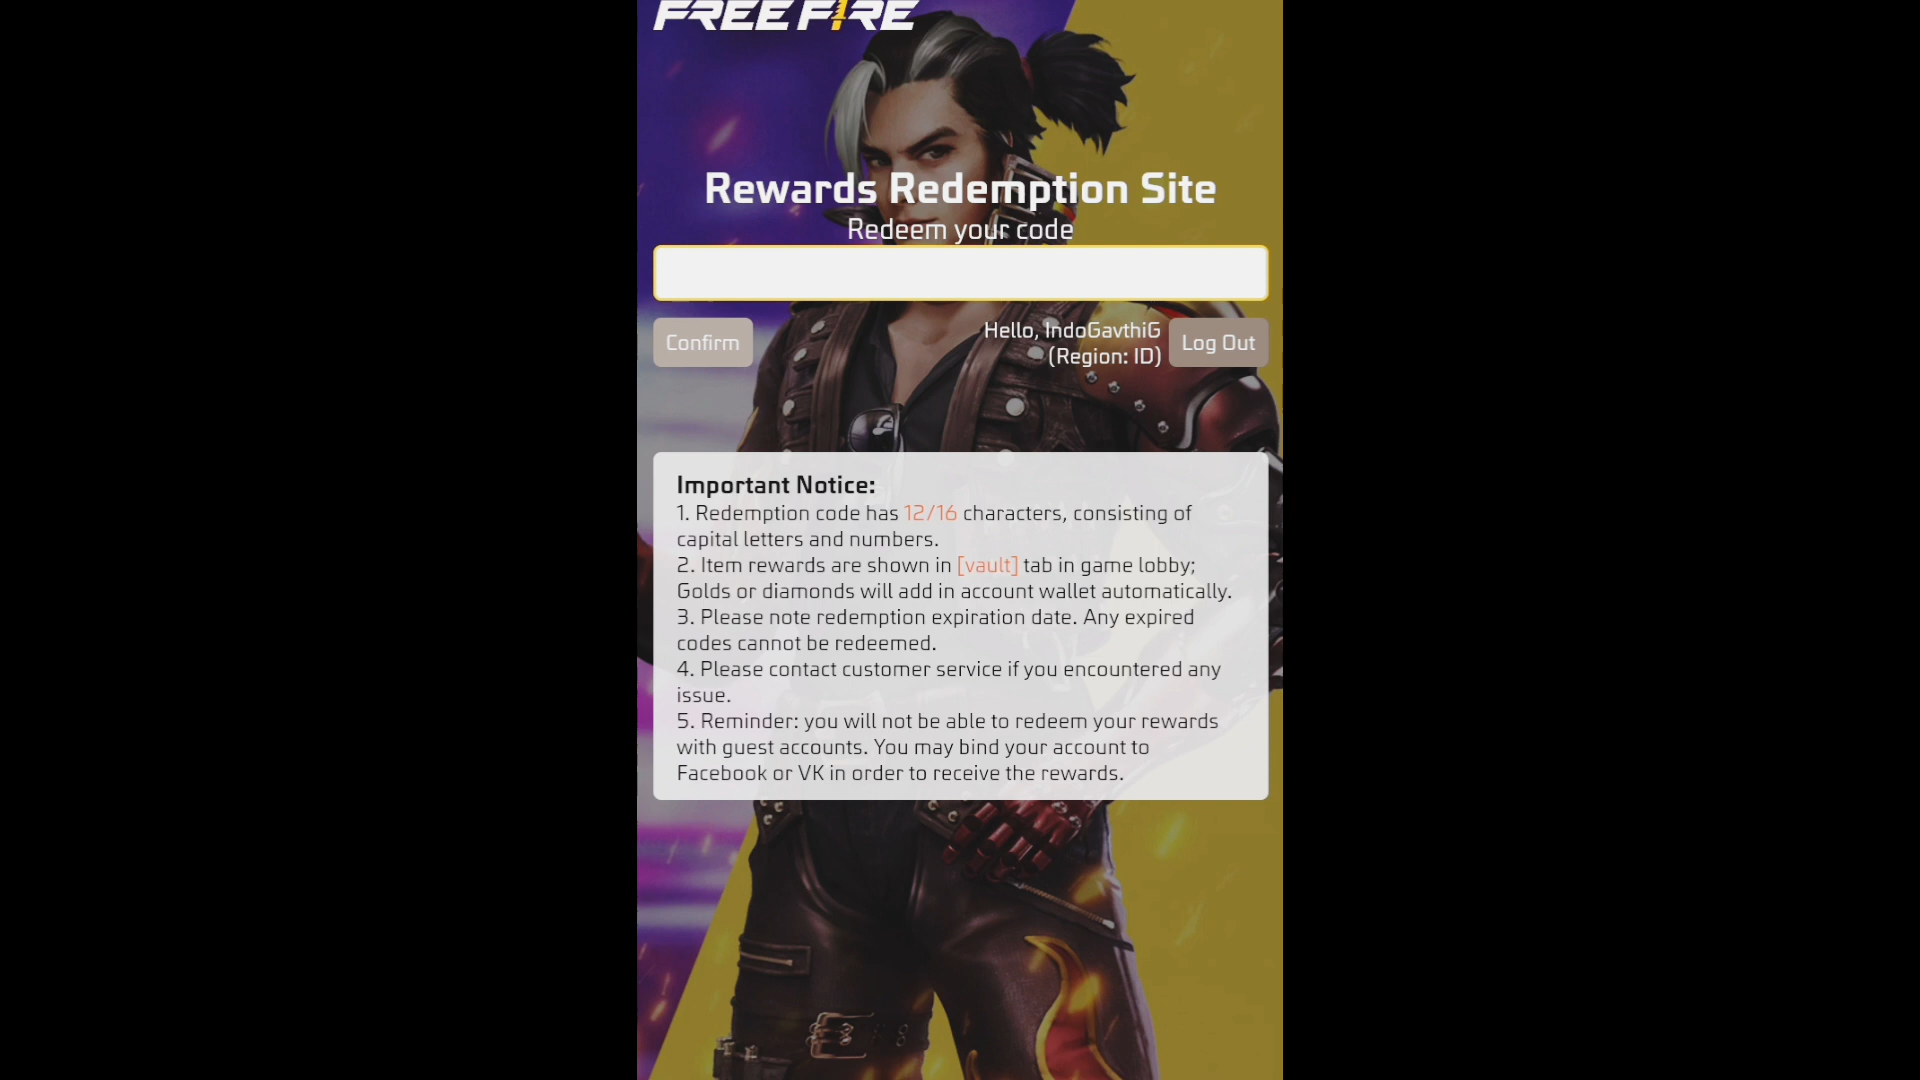 FREE FIRE
Rewards Redemption Site
Redeem your code
Confirm
Hello, IndoGavthiG
(Region: ID)
Log Out
Important Notice:
1. Redemption code has 12/16 characters, consisting of
capital letters and numbers.
2. Item rewards are shown in [vault] tab in game lobby;
Golds or diamonds will add in account wallet automatically.
3. Please note redemption expiration date. Any expired
codes cannot be redeemed.
4. Please contact customer service if you encountered any
issue.
5. Reminder: you will not be able to redeem your rewards
with guest accounts. You may bind your account to
Facebook or VK in order to receive the rewards.